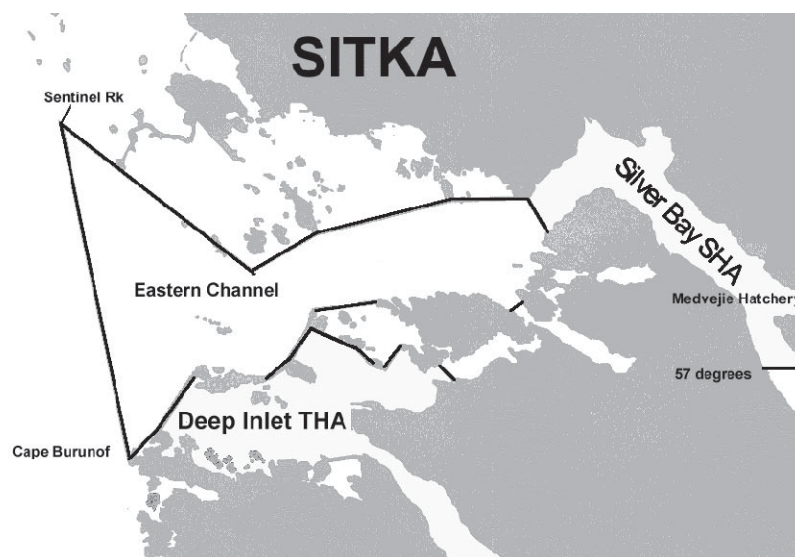 SITKA
Sentinel Rk
Silver Bay SHA
Eastern Channel
Medvejie Hatchery
57 degrees
Deep Inlet THA
Cape Burunof